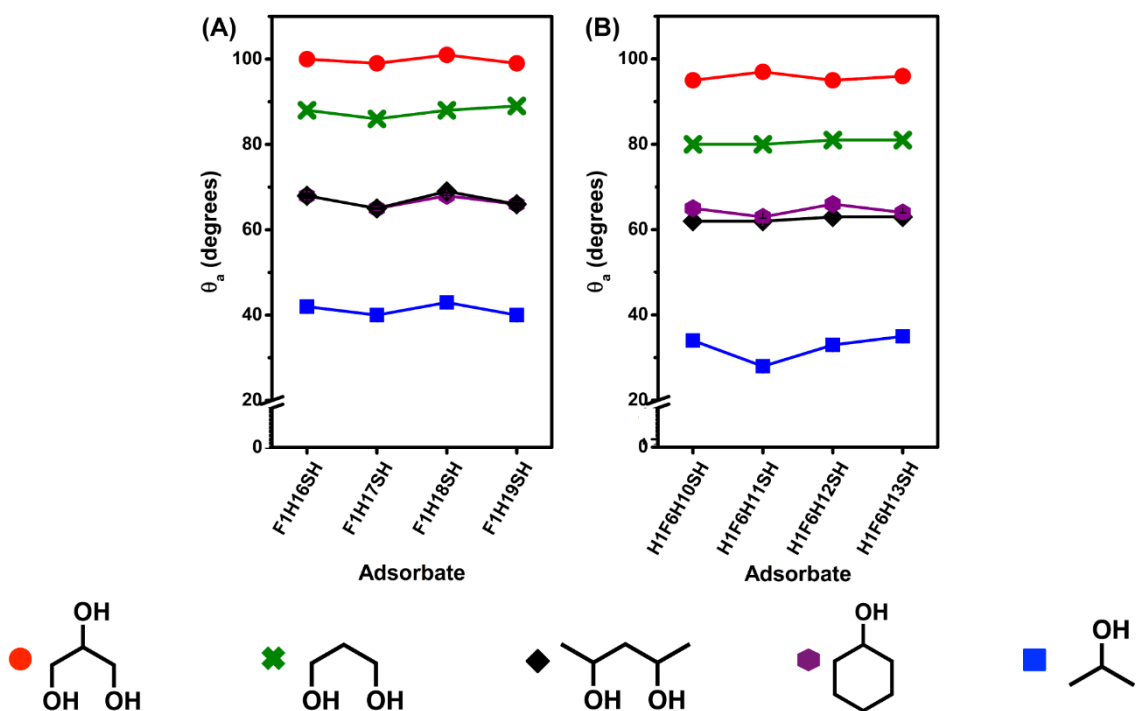 (A)
100
80
60
40
20
0
θa (degrees)
F1H16SH
F1H17SH
F1H18SH
F1H19SH
Adsorbate
(B)
100
80
60
40
20
0
θa (degrees)
H1F6H10SH
H1F6H11SH
H1F6H12SH
H1F6H13SH
Adsorbate
OH
OH OH
OH OH
OH OH
OH
OH